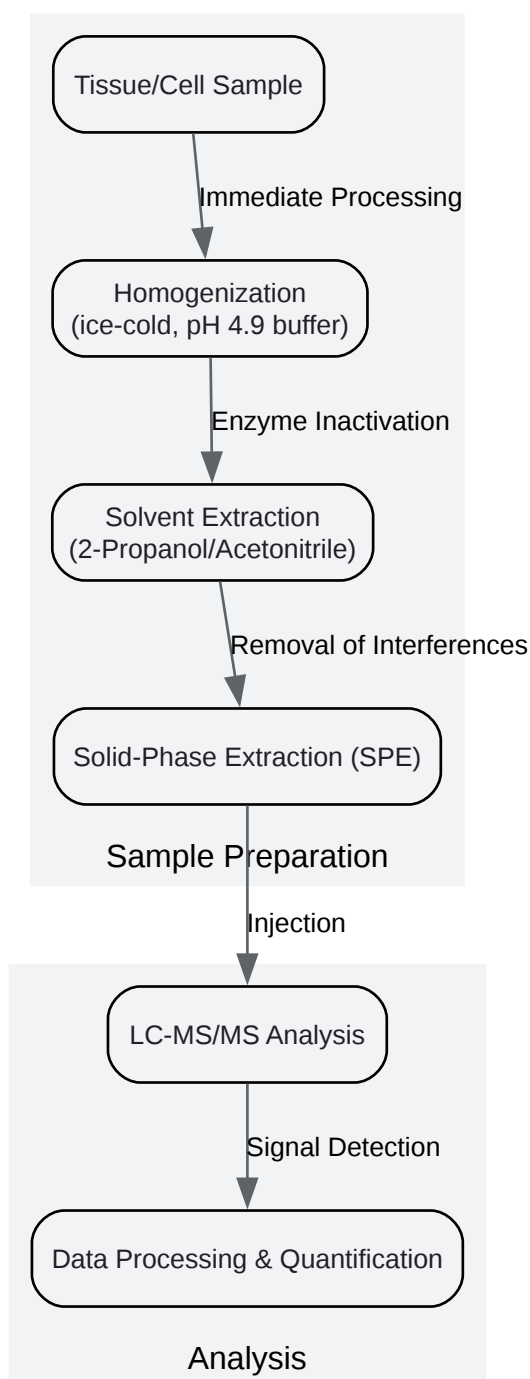 Tissue/Cell Sample
Immediate Processing
Homogenization
(ice-cold, pH 4.9 buffer)
Enzyme Inactivation
Solvent Extraction
(2-Propanol/Acetonitrile)
Removal of Interferences
Solid-Phase Extraction (SPE)
Sample Preparation
Injection
LC-MS/MS Analysis
Signal Detection
Data Processing & Quantification
Analysis